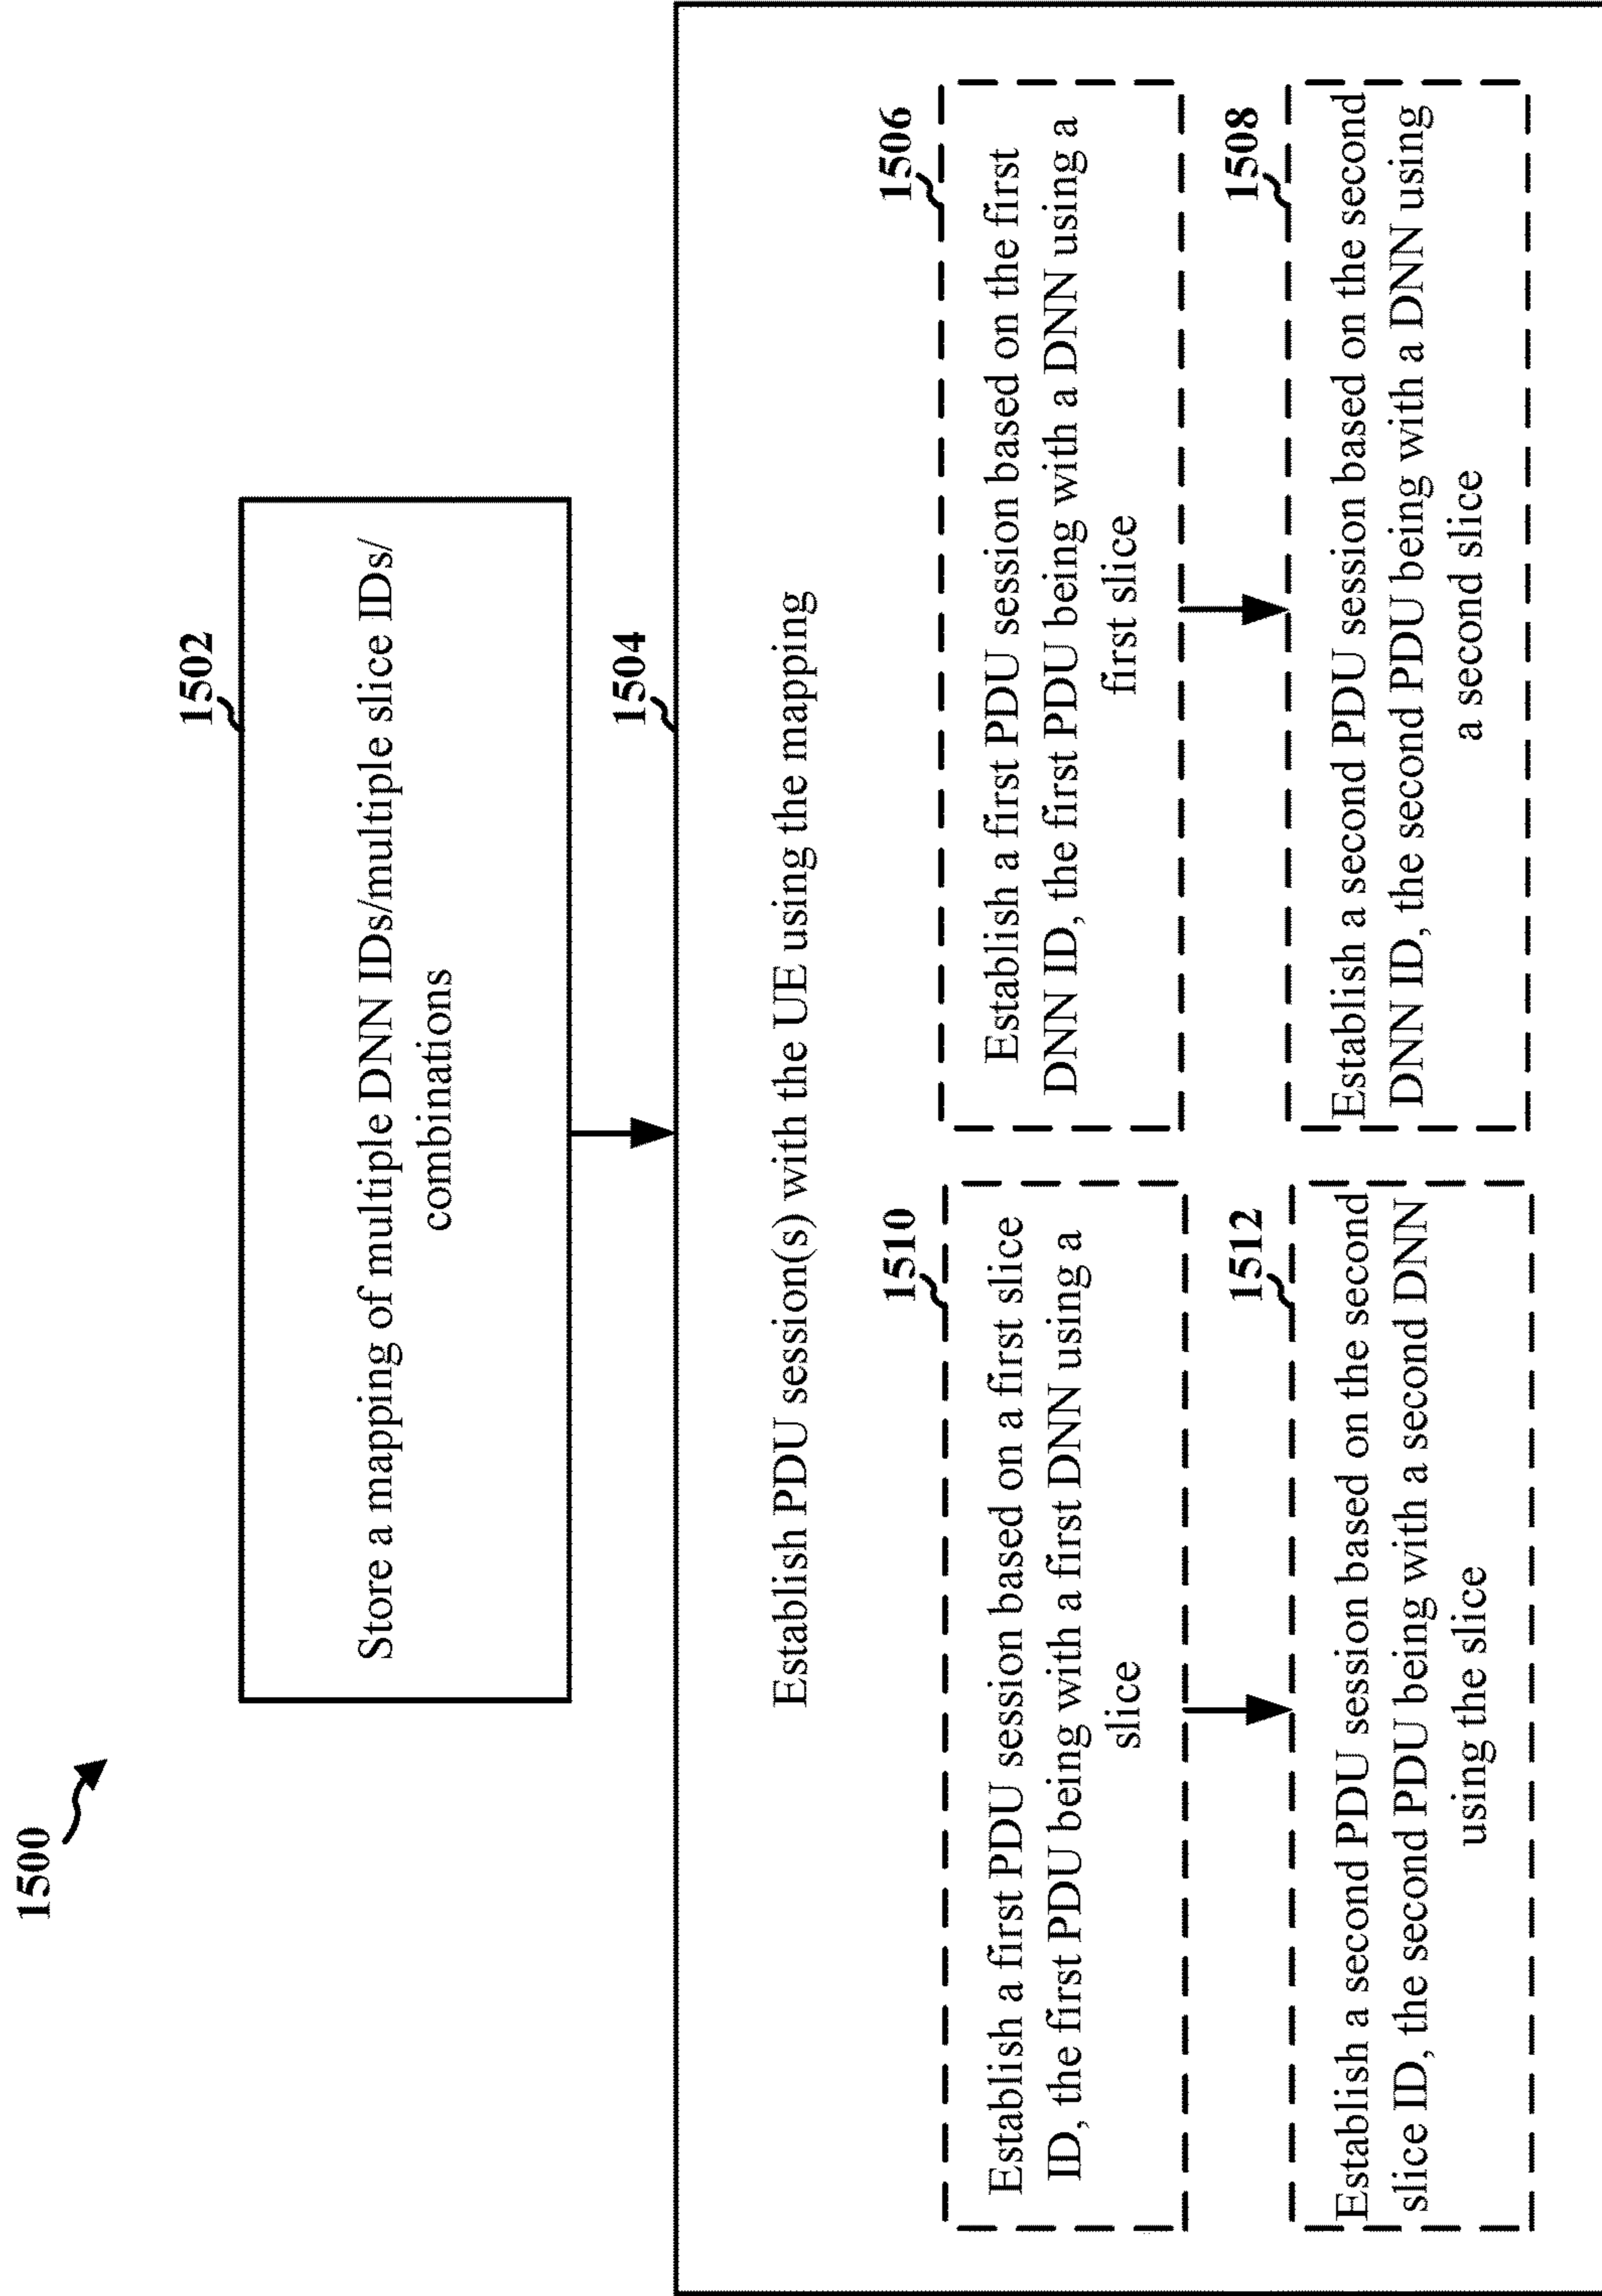 1500
1502
Store a mapping of multiple DNN IDs/multiple slice IDs/
combinations
1504
Establish PDU session(s) with the UE using the mapping
1510
Establish a first PDU session based on a first slice
ID, the first PDU being with a first DNN using a
slice
1512
Establish a second PDU session based on the second
slice ID, the second PDU being with a second DNN
using the slice
1506
Establish a first PDU session based on the first
DNN ID, the first PDU being with a DNN using a
first slice
1508
Establish a second PDU session based on the second
DNN ID, the second PDU being with a DNN using
a second slice